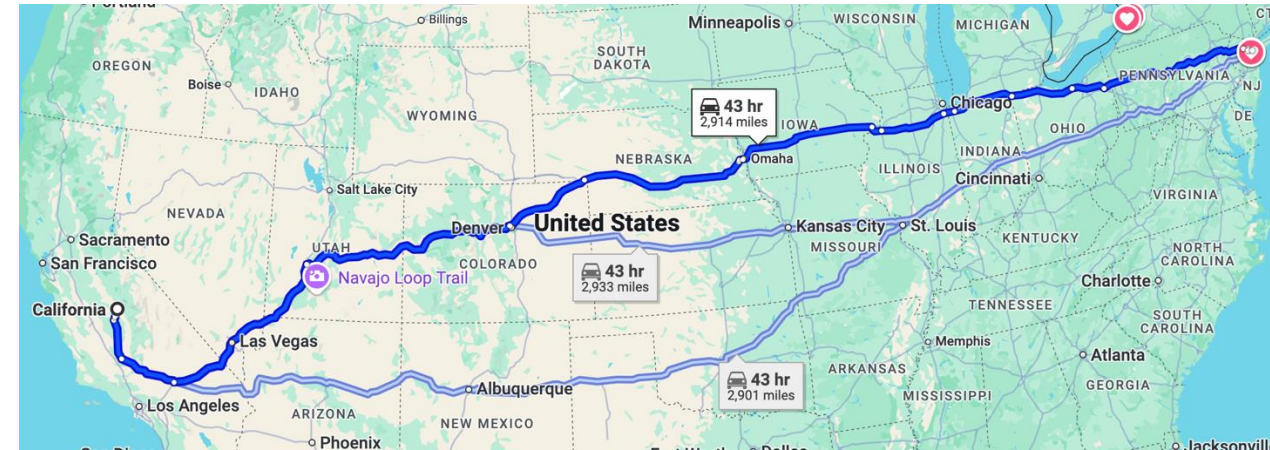 Portland
Billings
Minneapolis
WISCONSIN
MICHIGAN
CT
SOUTH
DAKOTA
OREGON
Boise
IDAHO
PENNSYLVANIA
NJ
WYOMING
43 hr
2,914 miles
Chicago
IOWA
DE
OHIO
NEBRASKA
Omaha
INDIANA
ILLINOIS
Cincinnati
Salt Lake City
VIRGINIA
NEVADA
Denver
United States
Kansas City
St. Louis
Sacramento
UTAH
MISSOURI
KENTUCKY
San Francisco
COLORADO
NORTH
CAROLINA
Navajo Loop Trail
43 hr
2,933 miles
Charlotte
California
TENNESSEE
SOUTH
CAROLINA
Las Vegas
Memphis
Atlanta
43 hr
2,901 miles
ARKANSAS
Albuquerque
GEORGIA
MISSISSIPPI
Los Angeles
ARIZONA
NEW MEXICO
Phoenix
Dallas
Jacksonvill